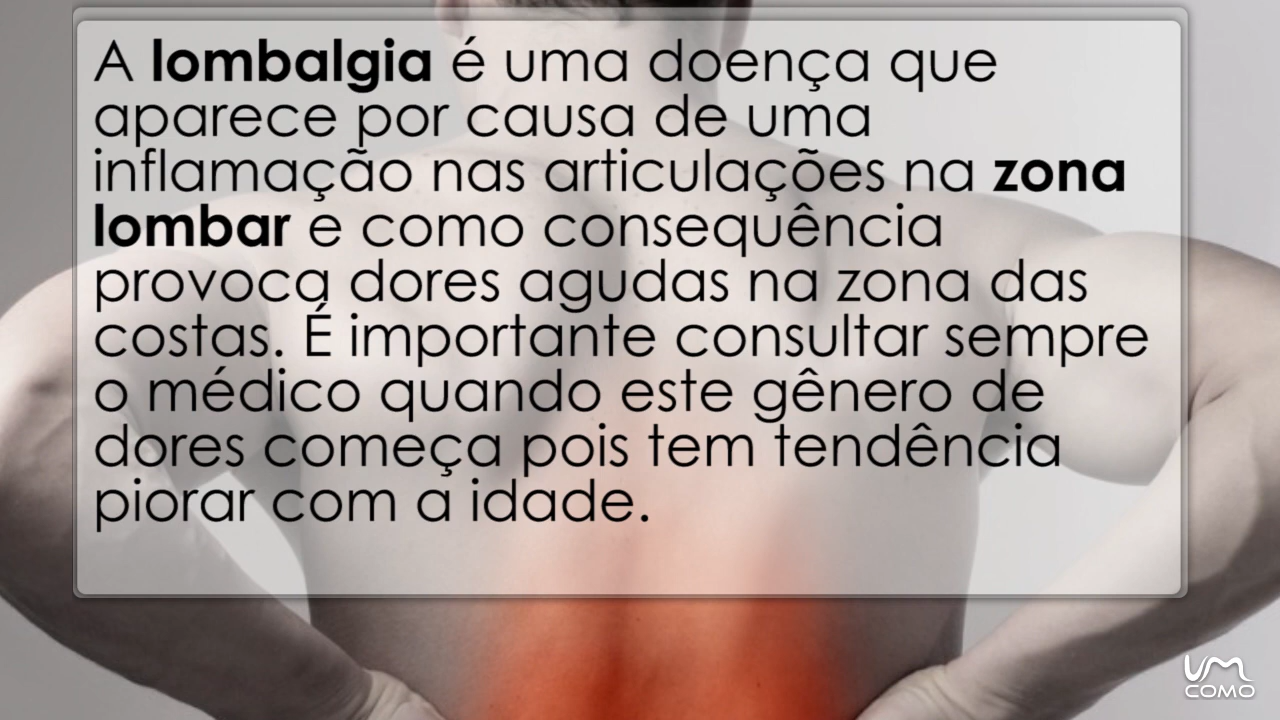 A lombalgia é uma doença que
aparece por causa de uma
inflamação nas articulações na zona
lombar e como consequência
provoca dores agudas na zona das
costas. É importante consultar sempre
o médico quando este gênero de
dores começa pois tem tendência
piorar com a idade.
UM
COMO